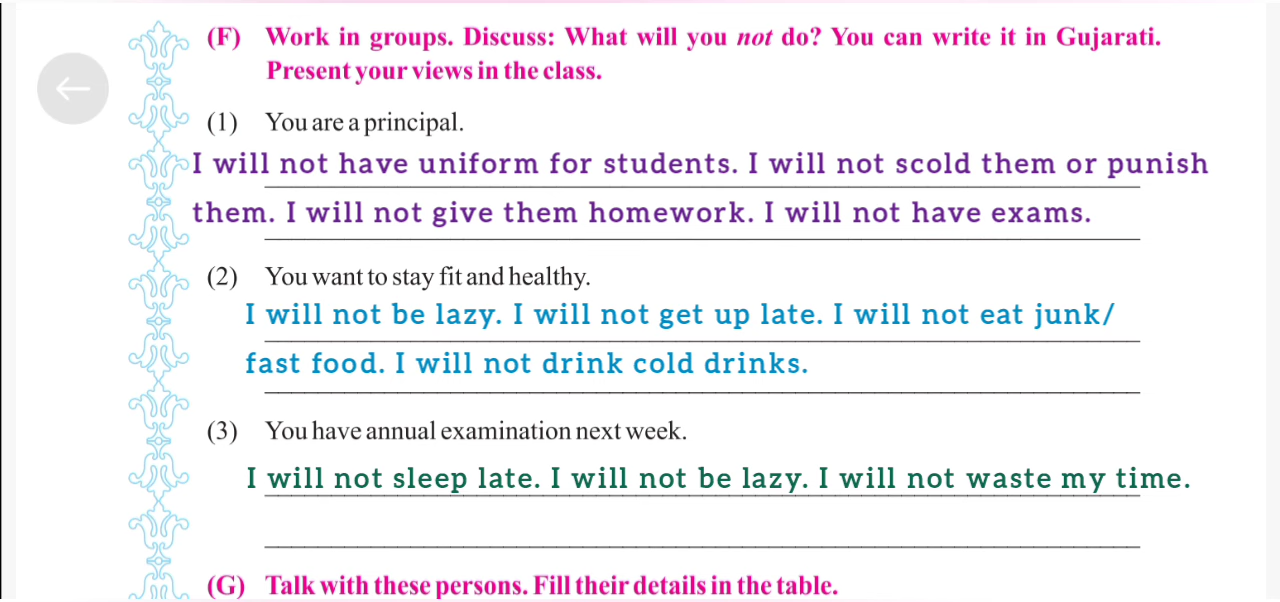 (F) Work in groups. Discuss: What will you not do? You can write it in Gujarati.
Present your views in the class.
(1) You are a principal.
I will not have uniform for students. I will not scold them or punish
them. I will not give them homework. I will not have exams.
(2) You want to stay fit and healthy.
I will not be lazy. I will not get up late. I will not eat junk/
fast food. I will not drink cold drinks.
(3) You have annual examination next week.
I will not sleep late. I will not be lazy. I will not waste my time.
(G) Talk with these persons. Fill their details in the table.